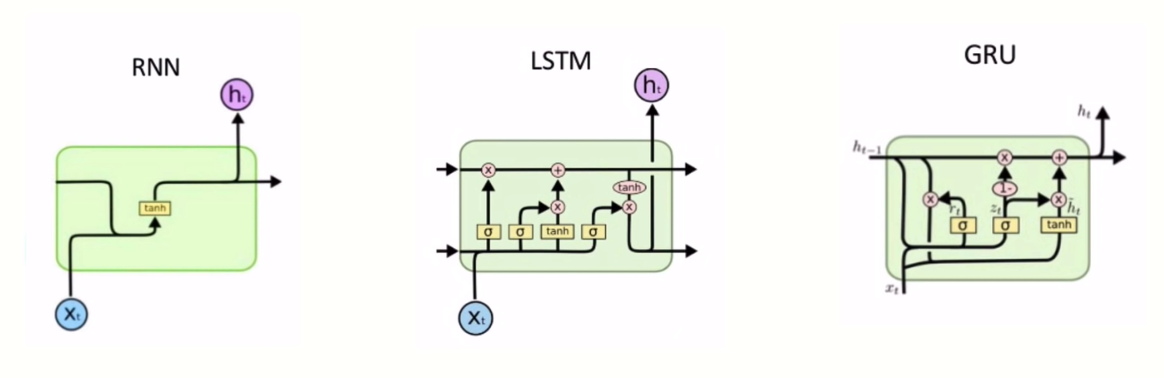 RNN
hₜ
tanh
Xₜ
LSTM
hₜ
x
+
tanh
x
x
σ
σ
tanh
σ
Xₜ
GRU
hₜ
hₜ₋₁
x
+
1-
x
rₜ
zₜ
x
h̃ₜ
σ
σ
tanh
xₜ